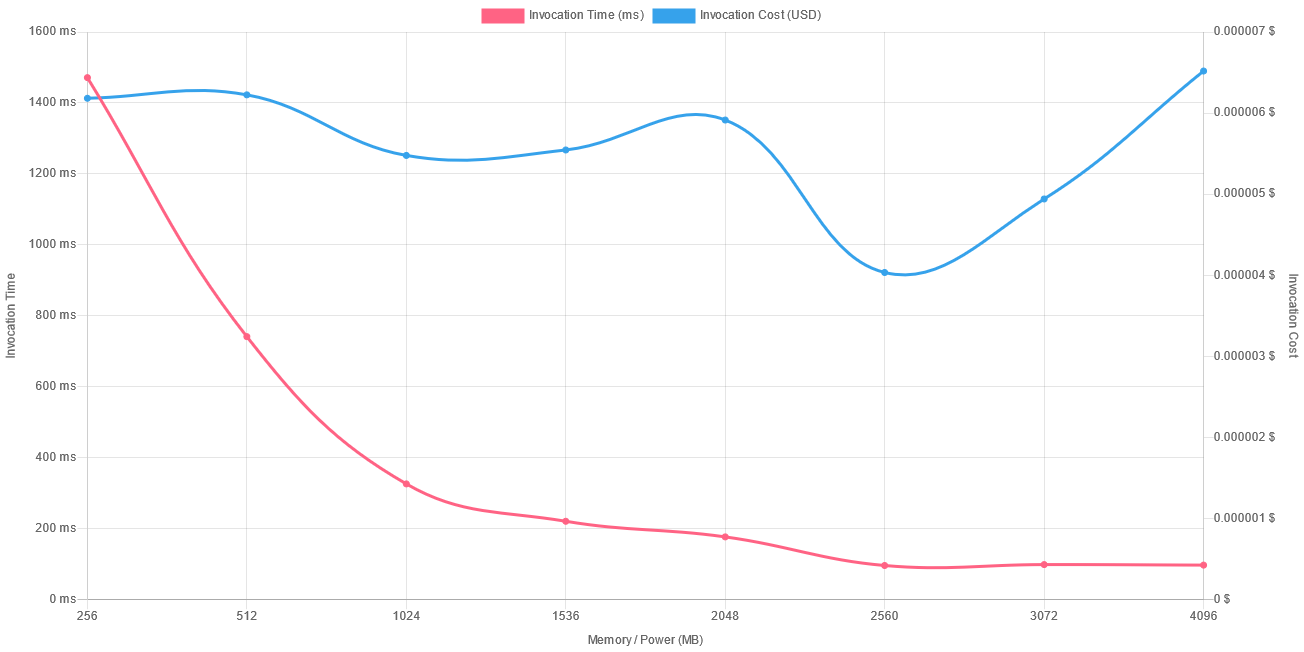 Invocation Time (ms) Invocation Cost (USD)
1600 ms 0.000007 $
1400 ms 0.000006 $
1200 ms 0.000005 $
1000 ms 0.000004 $
Invocation Time
Invocation Cost
800 ms 0.000003 $
600 ms 0.000002 $
400 ms 0.000001 $
200 ms
0 ms 0 $
256 512 1024 1536 2048 2560 3072 4096
Memory / Power (MB)